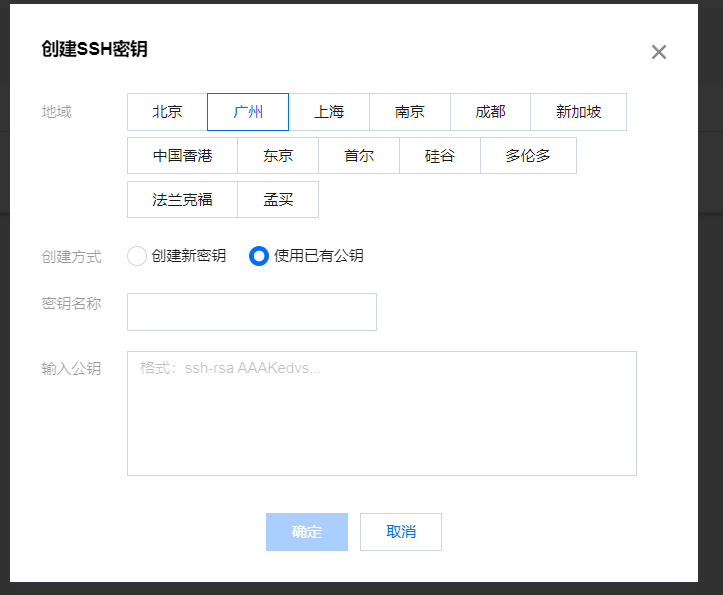 创建SSH密钥
地域 北京 广州 上海 南京 成都 新加坡
中国香港 东京 首尔 硅谷 多伦多
法兰克福 孟买
创建方式 创建新密钥 使用已有公钥
密钥名称
输入公钥 格式：ssh-rsa AAAKedvs...
确定 取消